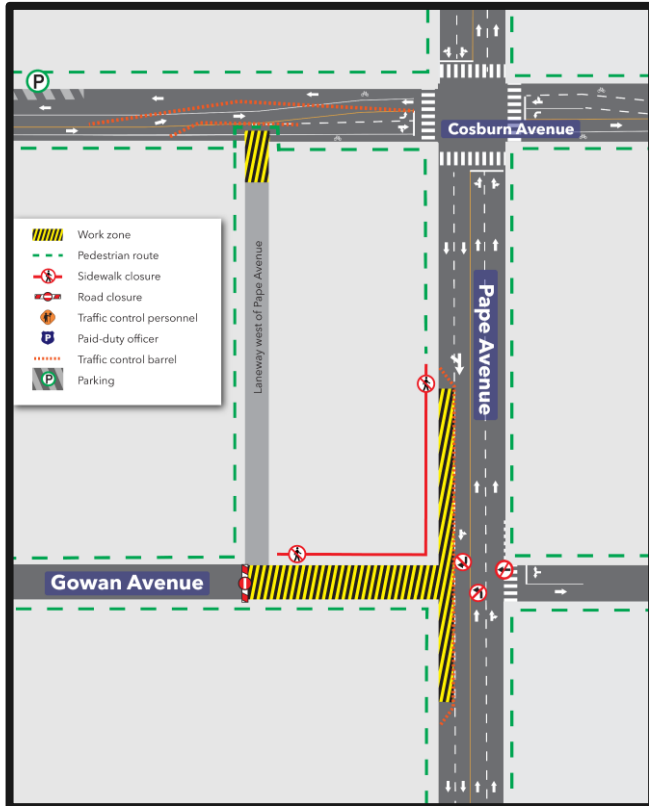 P
Cosburn Avenue
Work zone
Pedestrian route
Sidewalk closure
Road closure
Traffic control personnel
P
Paid-duty officer
Traffic control barrel
P
Parking
Laneway west of Pape Avenue
Pape Avenue
Gowan Avenue